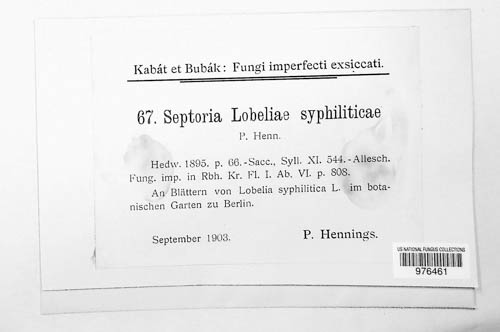 Kabát et Bubák: Fungi imperfecti exsiccati.
67. Septoria Lobeliae syphiliticae
P. Henn.
Hedw. 1895. p. 66.-Sacc., Syll. XI. 544.-Allesch.
Fung. imp. in Rbh. Kr. Fl. I. Ab. VI. p. 808.
An Blättern von Lobelia syphilitica L. im bota-
nischen Garten zu Berlin.
September 1903. P. Hennings.
US NATIONAL FUNGUS COLLECTIONS
976461